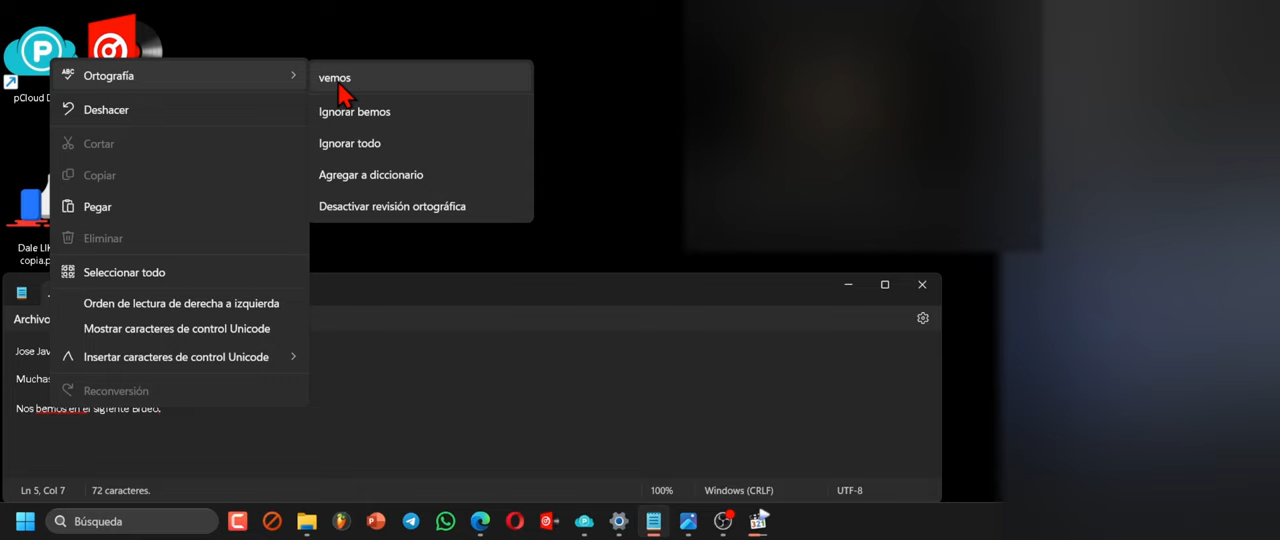 pCloud D
Dale LIK
copia.p
Ortografía
Deshacer
Cortar
Copiar
Pegar
Eliminar
Seleccionar todo
Orden de lectura de derecha a izquierda
Mostrar caracteres de control Unicode
Insertar caracteres de control Unicode
Reconversión
vemos
Ignorar bemos
Ignorar todo
Agregar a diccionario
Desactivar revisión ortográfica
Archivo
Jose Jav
Muchas
Nos bemos en el
Ln 5, Col 7
72 caracteres.
100%
Windows (CRLF)
UTF-8
Búsqueda